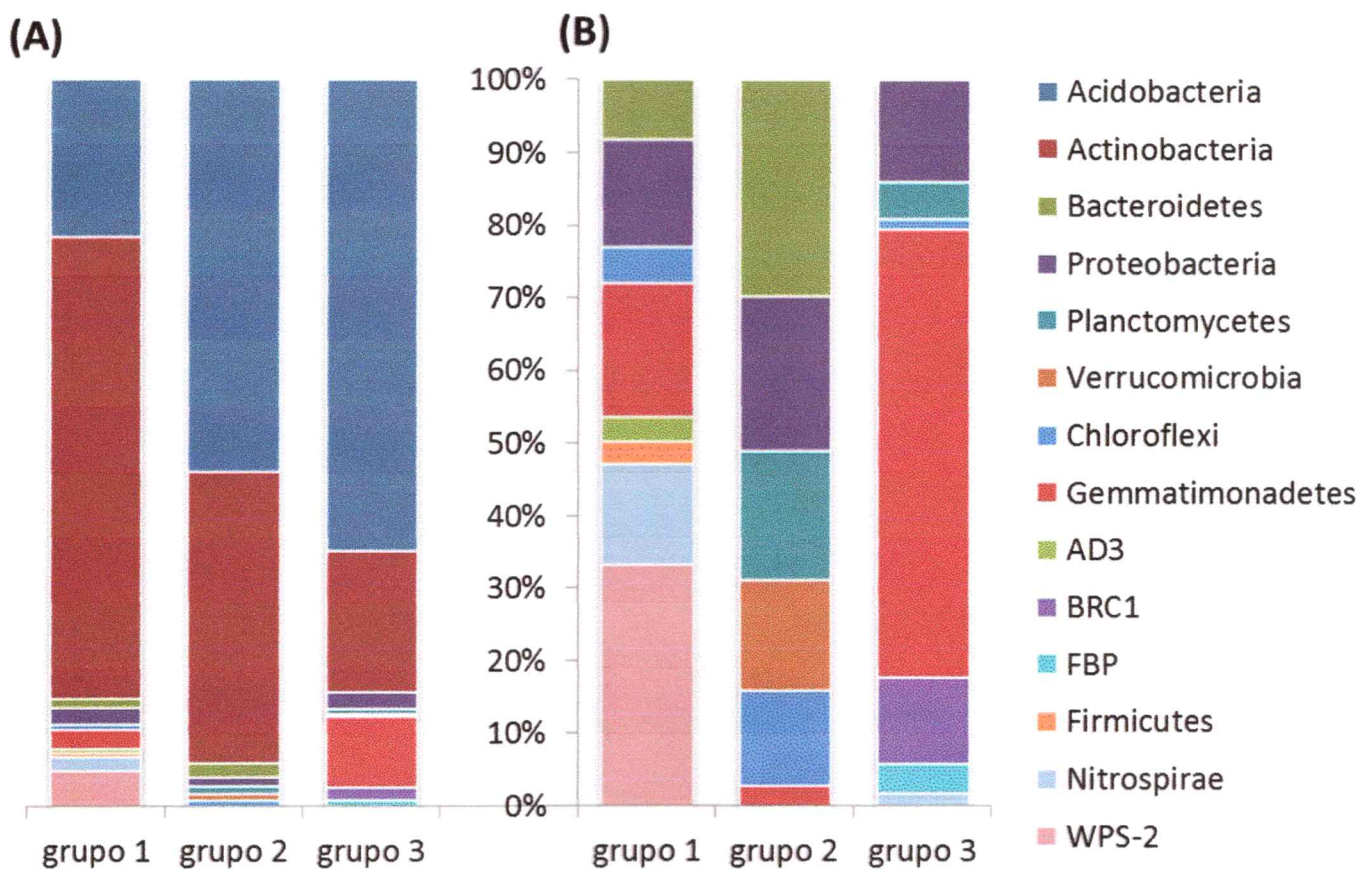 (A)
(B)
100%
90%
80%
70%
60%
50%
40%
30%
20%
10%
0%
grupo 1
grupo 2
grupo 3
grupo 1
grupo 2
grupo 3
Acidobacteria
Actinobacteria
Bacteroidetes
Proteobacteria
Planctomycetes
Verrucomicrobia
Chloroflexi
Gemmatimonadetes
AD3
BRC1
FBP
Firmicutes
Nitrospirae
WPS-2